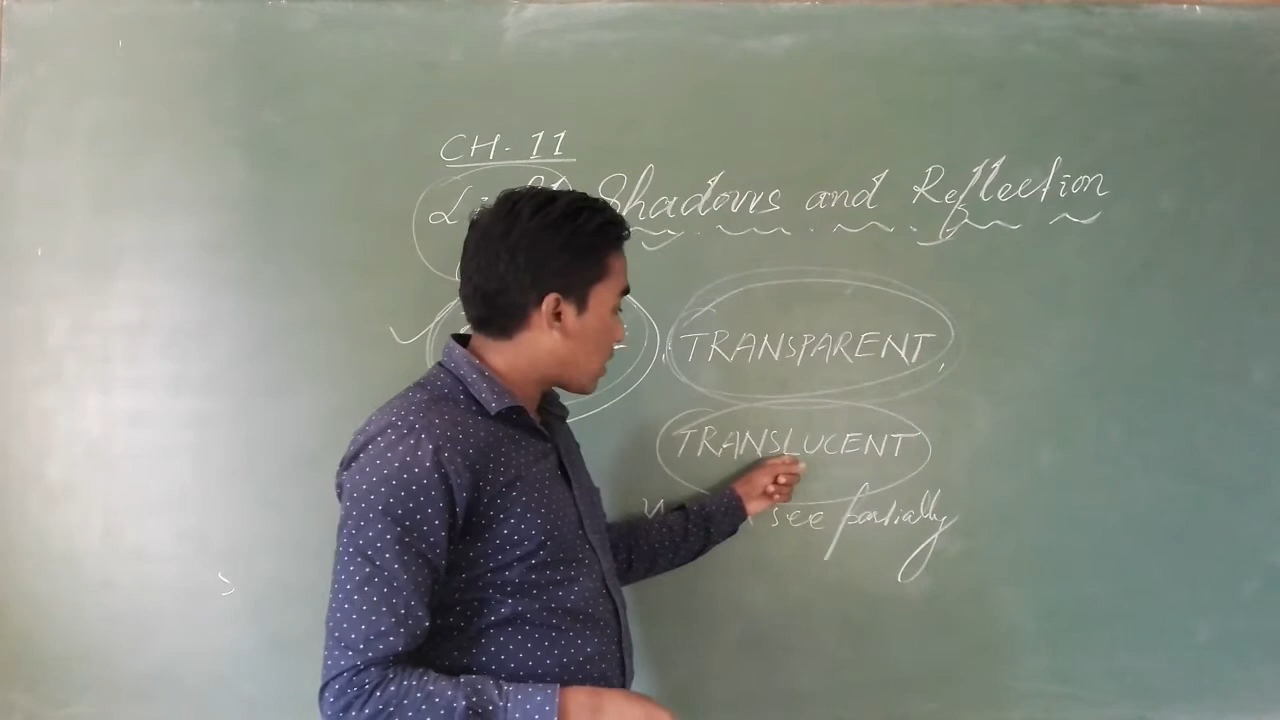 CH-11
Shadows and Reflection
TRANSPARENT,
TRANSLUCENT
see partially